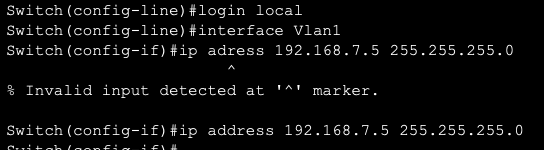 Switch(config-line)#login local
Switch(config-line)#interface Vlan1
Switch(config-if)#ip adress 192.168.7.5 255.255.255.0
^
% Invalid input detected at '^' marker.
Switch(config-if)#ip address 192.168.7.5 255.255.255.0
Switch(config-if)#